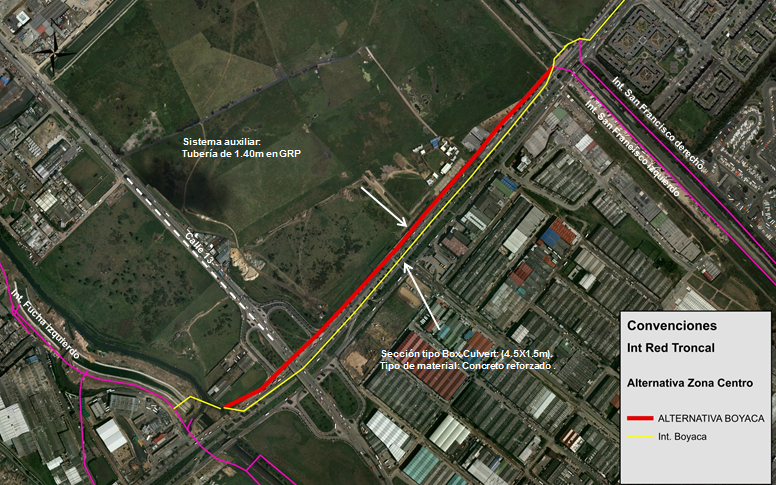 Int. San Francisco derecho
Int. San Francisco izquierdo
Sistema auxiliar:
Tubería de 1.40m en GRP
Calle 13
Int. Fucha izquierdo
Sección tipo Box Culvert: (4.5X1.5m).
Tipo de material: Concreto reforzado .
Convenciones
Int Red Troncal
Alternativa Zona Centro
ALTERNATIVA BOYACA
Int. Boyaca